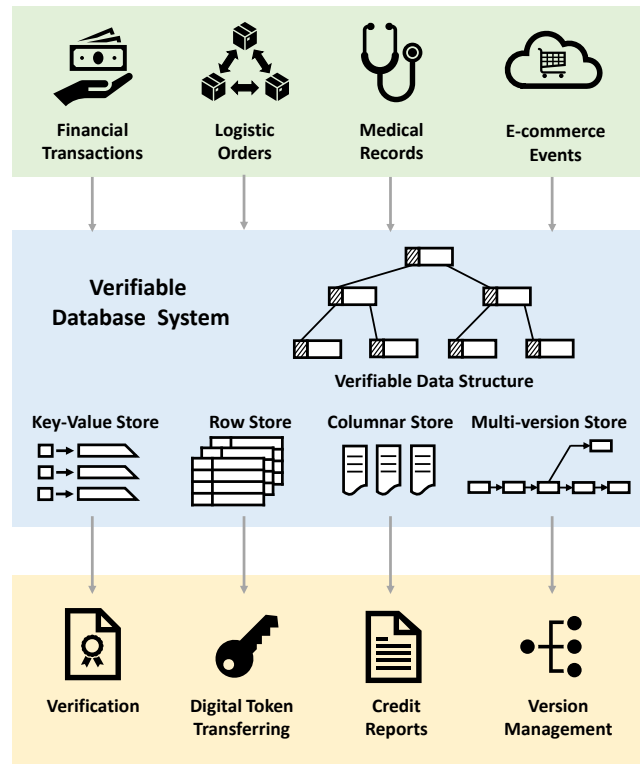 Financial
Transactions
Logistic
Orders
Medical
Records
E-commerce
Events
Verifiable
Database System
Verifiable Data Structure
Key-Value Store
Row Store
Columnar Store
Multi-version Store
Verification
Digital Token
Transferring
Credit
Reports
Version
Management